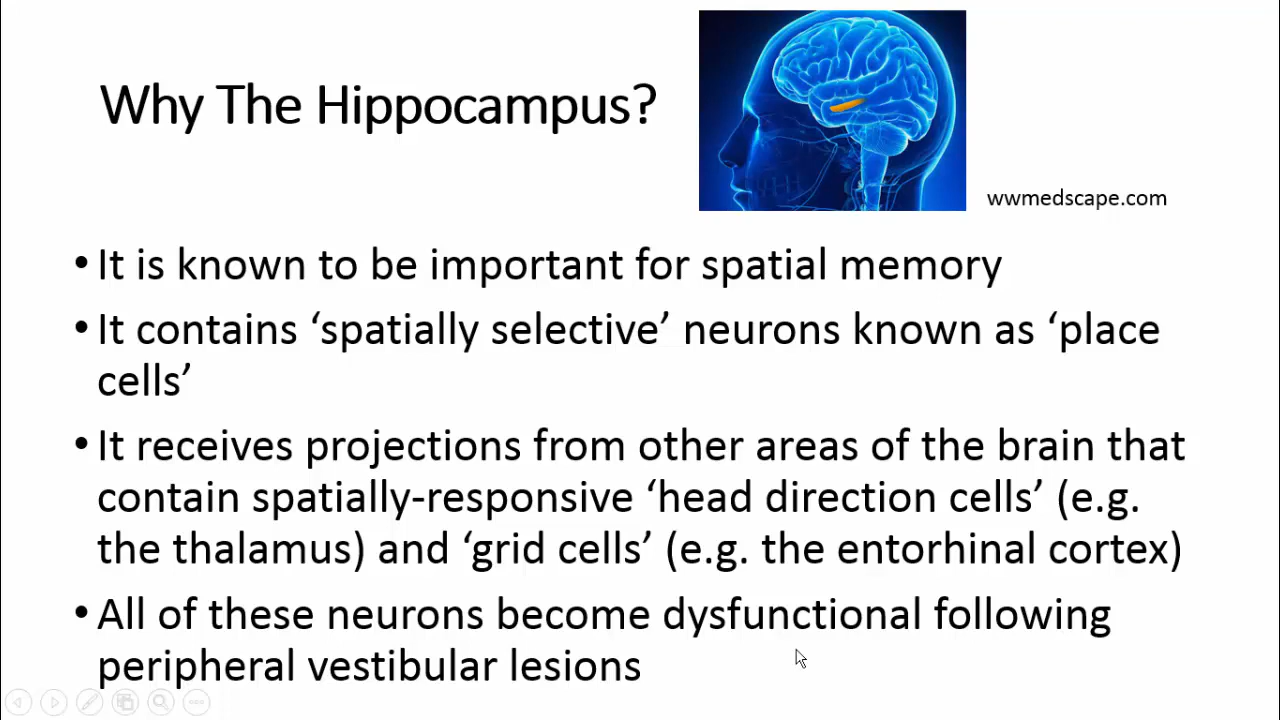 Why The Hippocampus?
wwmedscape.com
• It is known to be important for spatial memory
• It contains ‘spatially selective’ neurons known as ‘place
cells’
• It receives projections from other areas of the brain that
contain spatially-responsive ‘head direction cells’ (e.g.
the thalamus) and ‘grid cells’ (e.g. the entorhinal cortex)
• All of these neurons become dysfunctional following
peripheral vestibular lesions